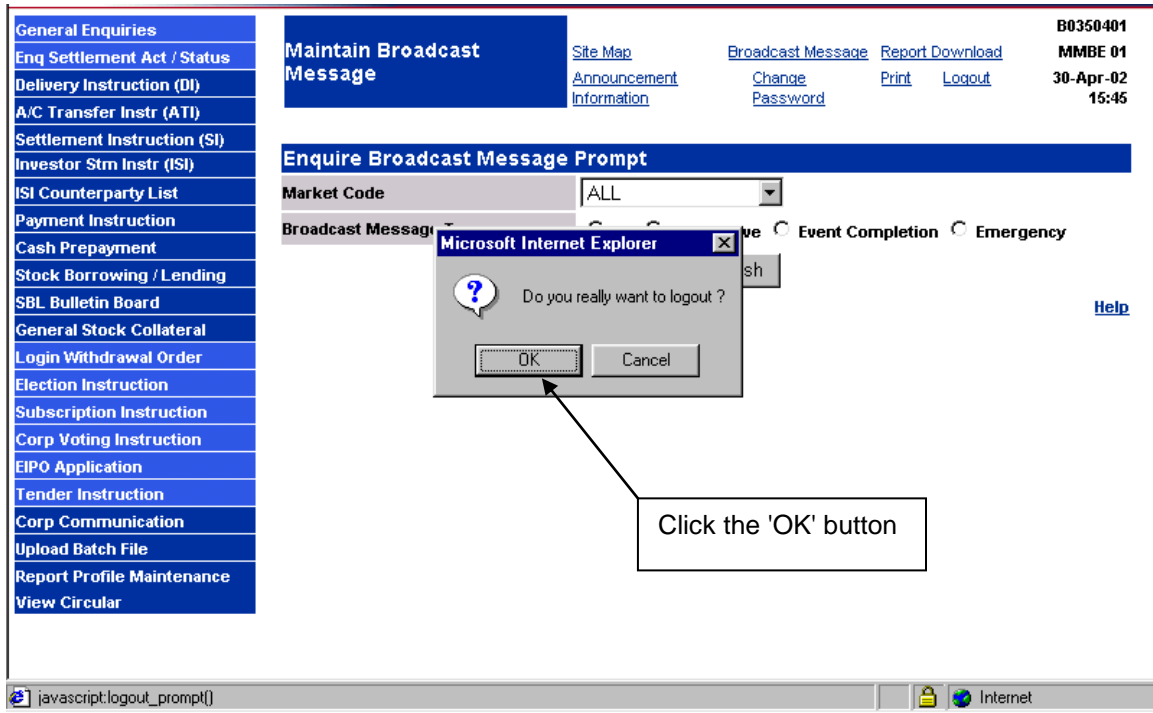 General Enquiries
Enq Settlement Act / Status
Delivery Instruction (DI)
A/C Transfer Instr (ATI)
Settlement Instruction (SI)
Investor Stm Instr (ISI)
ISI Counterparty List
Payment Instruction
Cash Prepayment
Stock Borrowing / Lending
SBL Bulletin Board
General Stock Collateral
Login Withdrawal Order
Election Instruction
Subscription Instruction
Corp Voting Instruction
EIPO Application
Tender Instruction
Corp Communication
Upload Batch File
Report Profile Maintenance
View Circular
Maintain Broadcast
Message
Site Map
Broadcast Message
Report Download
Announcement
Information
Change
Password
Print
Logout
B0350401
MMBE 01
30-Apr-02
15:45
Enquire Broadcast Message Prompt
Market Code
ALL
Broadcast Message
Event Completion
Emergency
Help
Microsoft Internet Explorer
Do you really want to logout ?
OK
Cancel
Click the 'OK' button
javascript:logout_prompt()
Internet